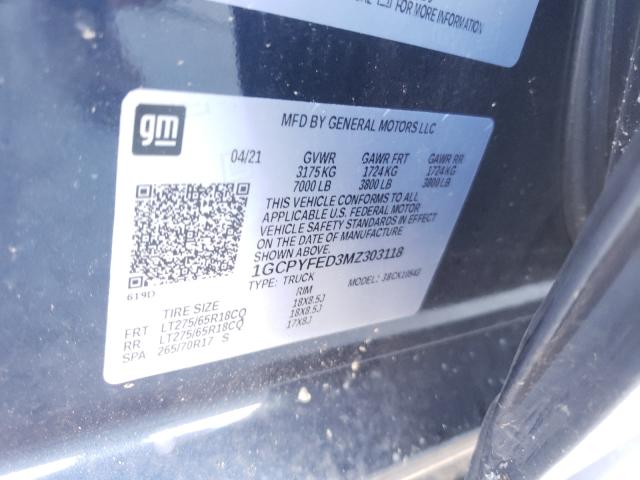 FOR MORE INFORMATION
gm
MFD BY GENERAL MOTORS LLC
04/21 GVWR GAWR FRT GAWR RR
3175 KG 1724 KG 1724 KG
7000 LB 3800 LB 3800 LB
THIS VEHICLE CONFORMS TO ALL
APPLICABLE U.S. FEDERAL MOTOR
VEHICLE SAFETY STANDARDS IN EFFECT
ON THE DATE OF MANUFACTURE
SHOWN ABOVE.
1GCPYFED3MZ303118
TYPE: TRUCK MODEL:
619D
TIRE SIZE RIM
FRT LT275/65R18CQ 18X8.5J
RR LT275/65R18CQ 18X8.5J
SPA 265/70R17 S 17X8J